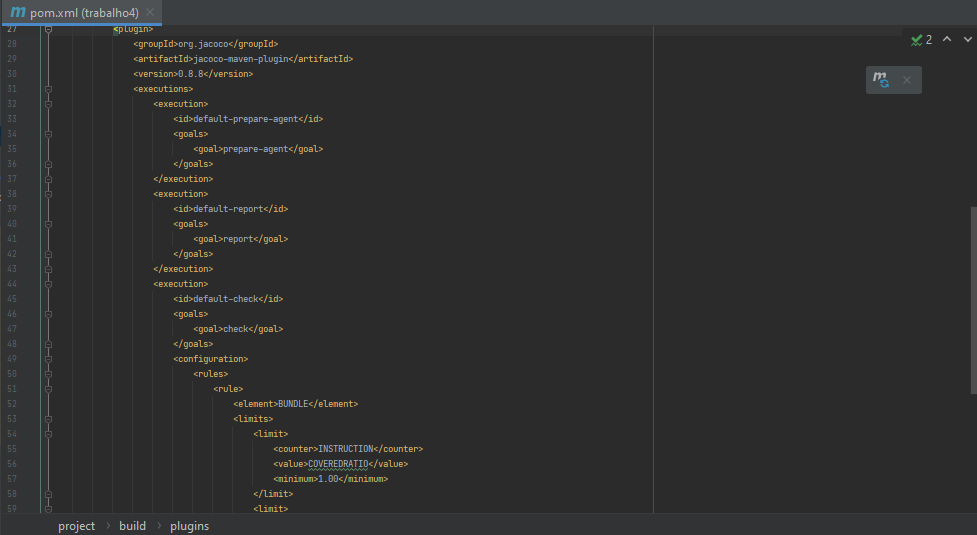 m pom.xml (trabalho4)
27 <plugin>
28 <groupId>org.jacoco</groupId>
29 <artifactId>jacoco-maven-plugin</artifactId>
30 <version>0.8.8</version>
31 <executions>
32 <execution>
33 <id>default-prepare-agent</id>
34 <goals>
35 <goal>prepare-agent</goal>
36 </goals>
37 </execution>
38 <execution>
39 <id>default-report</id>
40 <goals>
41 <goal>report</goal>
42 </goals>
43 </execution>
44 <execution>
45 <id>default-check</id>
46 <goals>
47 <goal>check</goal>
48 </goals>
49 <configuration>
50 <rules>
51 <rule>
52 <element>BUNDLE</element>
53 <limits>
54 <limit>
55 <counter>INSTRUCTION</counter>
56 <value>COVEREDRATIO</value>
57 <minimum>1.00</minimum>
58 </limit>
59 <limit>
2
m
project › build › plugins